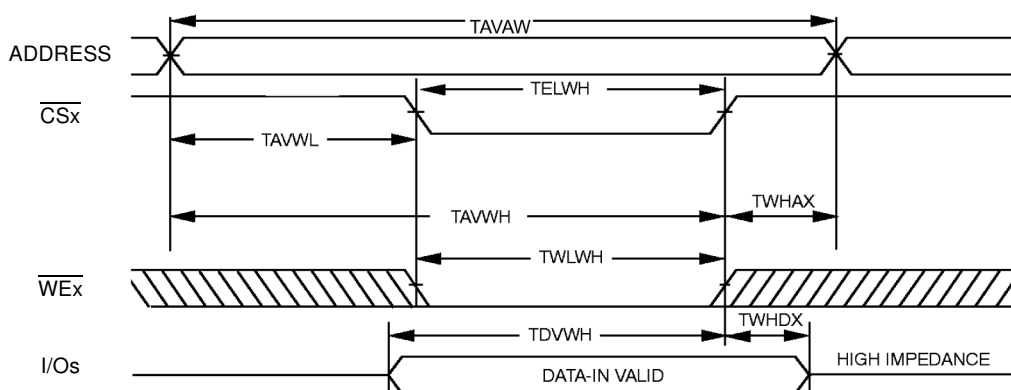 TAVAW
ADDRESS
TELWH
CSx
TAVWL
TAVWH
TWHAX
TWLWH
WEx
TDVWH
TWHDX
I/Os
DATA-IN VALID
HIGH IMPEDANCE